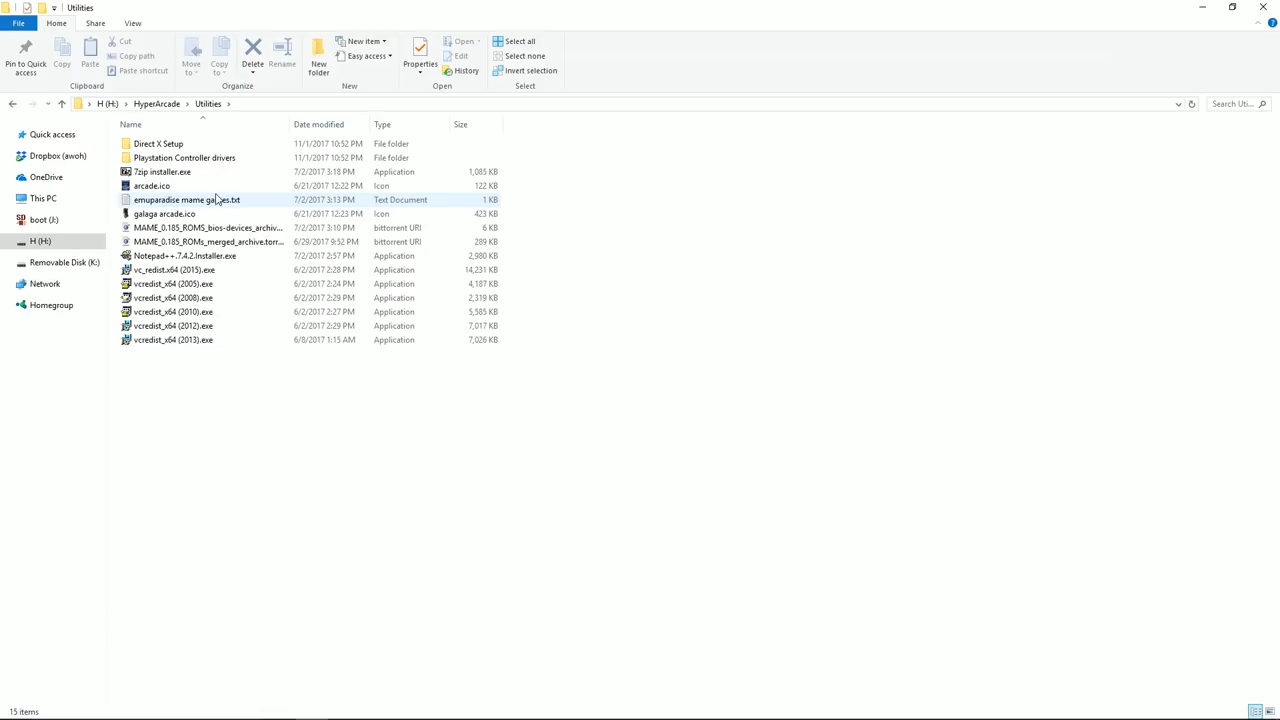 Utilities
File Home Share View
Pin to Quick access
Copy
Paste
Cut
Copy path
Paste shortcut
Clipboard
Move to
Copy to
Delete
Rename
Organize
New folder
New item
Easy access
New
Properties
Open
Edit
History
Open
Select all
Select none
Invert selection
Select
H (H:) HyperArcade Utilities
Search Uti...
Quick access
Dropbox (awoh)
OneDrive
This PC
boot (J:)
H (H:)
Removable Disk (K:)
Network
Homegroup
Name Date modified Type Size
Direct X Setup 11/1/2017 10:52 PM File folder
Playstation Controller drivers 11/1/2017 10:52 PM File folder
7zip installer.exe 7/2/2017 3:18 PM Application 1,085 KB
arcade.ico 6/21/2017 12:22 PM Icon 122 KB
emuparadise mame games.txt 7/2/2017 3:13 PM Text Document 1 KB
galaga arcade.ico 6/21/2017 12:23 PM Icon 423 KB
MAME_0.185_ROMS_bios-devices_archiv... 7/2/2017 3:10 PM bittorrent URI 6 KB
MAME_0.185_ROMs_merged_archive.torr... 6/29/2017 9:52 PM bittorrent URI 289 KB
Notepad++.7.4.2.Installer.exe 7/2/2017 2:57 PM Application 2,980 KB
vc_redist.x64 (2015).exe 6/2/2017 2:28 PM Application 14,231 KB
vcredist_x64 (2005).exe 6/2/2017 2:24 PM Application 4,187 KB
vcredist_x64 (2008).exe 6/2/2017 2:29 PM Application 2,319 KB
vcredist_x64 (2010).exe 6/2/2017 2:27 PM Application 5,585 KB
vcredist_x64 (2012).exe 6/2/2017 2:29 PM Application 7,017 KB
vcredist_x64 (2013).exe 6/8/2017 1:15 AM Application 7,026 KB
15 items